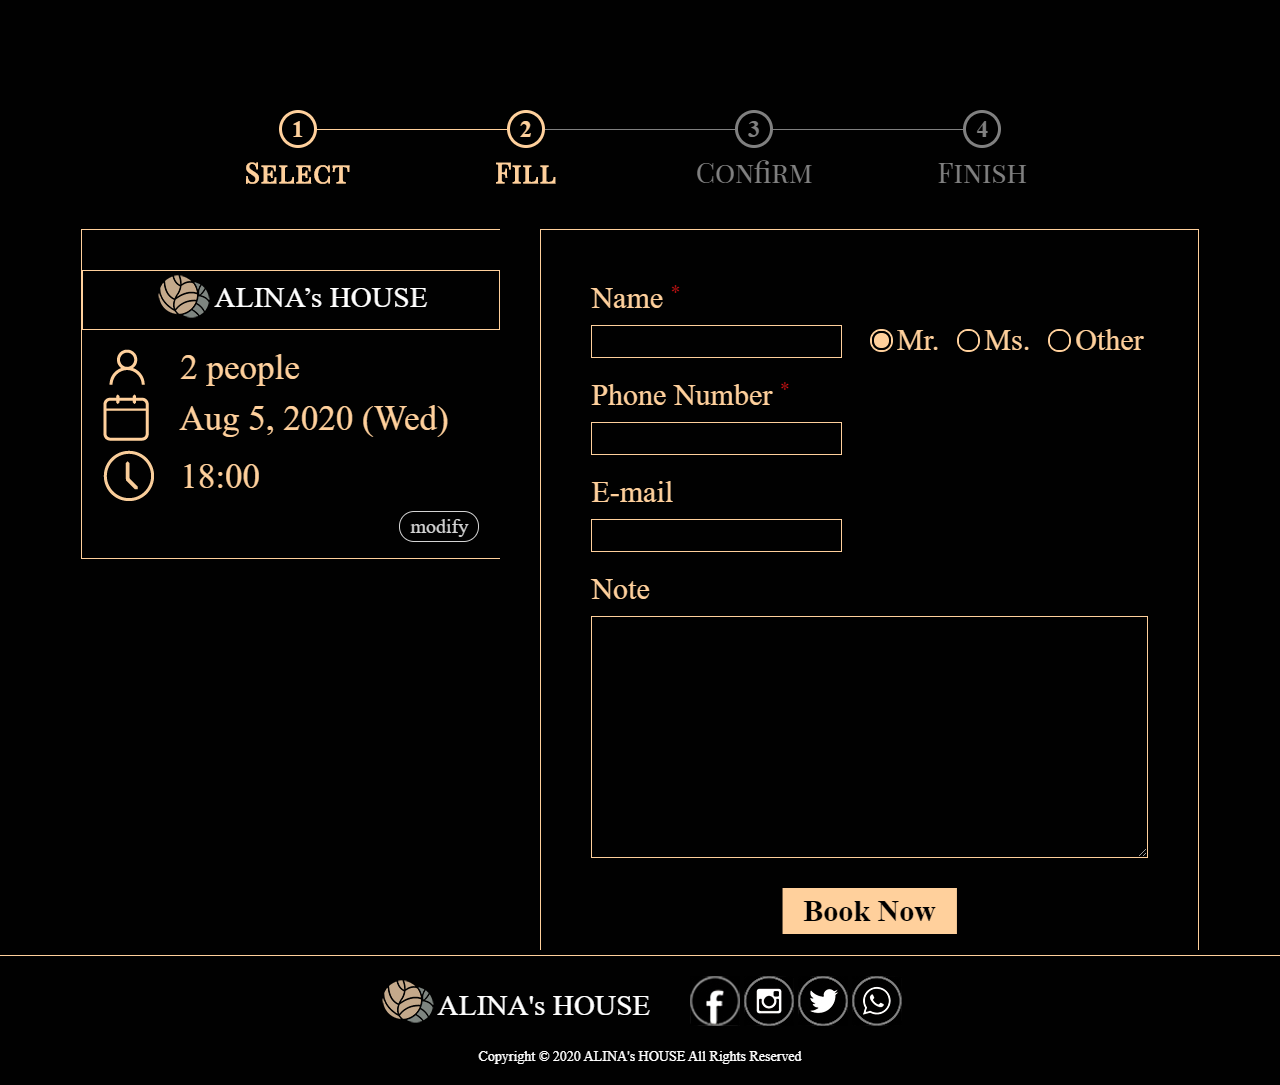 1 2 3 4
SELECT FILL CONfiRM FINISH
ALINA’s HOUSE
2 people
Aug 5, 2020 (Wed)
18:00
modify
Name *
Mr. Ms. Other
Phone Number *
E-mail
Note
Book Now
ALINA's HOUSE
Copyright © 2020 ALINA's HOUSE All Rights Reserved